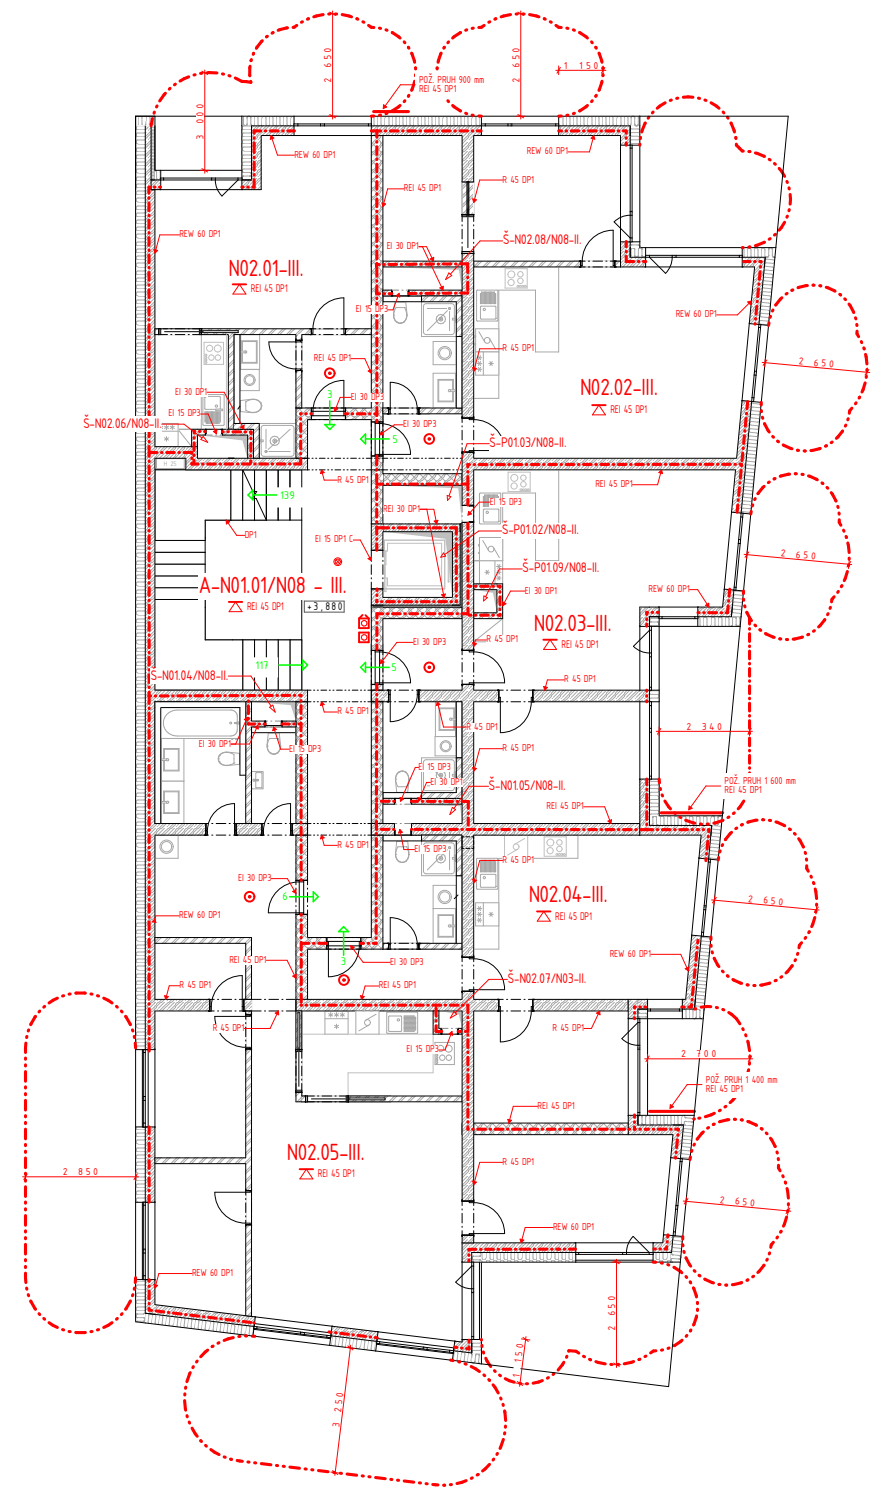 2 650
2 650
1 150
3 000
POŽ. PRUH 900 mm
REI 45 DP1
REW 60 DP1
REW 60 DP1
REI 45 DP1
R 45 DP1
REW 60 DP1
EI 30 DP1
Š-N02.08/N08-II.
N02.01-III.
REI 45 DP1
EI 15 DP3
REW 60 DP1
REI 45 DP1
R 45 DP1
2 650
N02.02-III.
REI 45 DP1
EI 30 DP1
3
EI 30 DP3
EI 15 DP3
Š-N02.06/N08-II.
EI 30 DP3
5
Š-P01.03/N08-II.
R 45 DP1
REI 45 DP1
139
EI 15 DP3
REI 30 DP1
DP1
EI 15 DP1 C
Š-P01.02/N08-II.
2 650
Š-P01.09/N08-II.
A-N01.01/N08 - III.
REI 45 DP1
+3,880
EI 30 DP1
REW 60 DP1
N02.03-III.
REI 45 DP1
EI 30 DP3
R 45 DP1
117
5
Š-N01.04/N08-II.
R 45 DP1
R 45 DP1
R 45 DP1
2 340
EI 30 DP1
EI 15 DP3
R 45 DP1
EI 15 DP3
EI 30 DP1
Š-N01.05/N08-II.
POŽ. PRUH 1 600 mm
REI 45 DP1
REI 45 DP1
R 45 DP1
EI 15 DP3
R 45 DP1
EI 30 DP3
6
N02.04-III.
REI 45 DP1
2 650
REW 60 DP1
REI 45 DP1
3
EI 30 DP1
REW 60 DP1
R 45 DP1
REI 45 DP1
Š-N02.07/N03-II.
R 45 DP1
R 45 DP1
EI 15 DP3
2 700
POŽ. PRUH 1 400 mm
REI 45 DP1
REI 45 DP1
N02.05-III.
REI 45 DP1
R 45 DP1
2 850
2 650
REW 60 DP1
REW 60 DP1
2 650
1 150
3 250